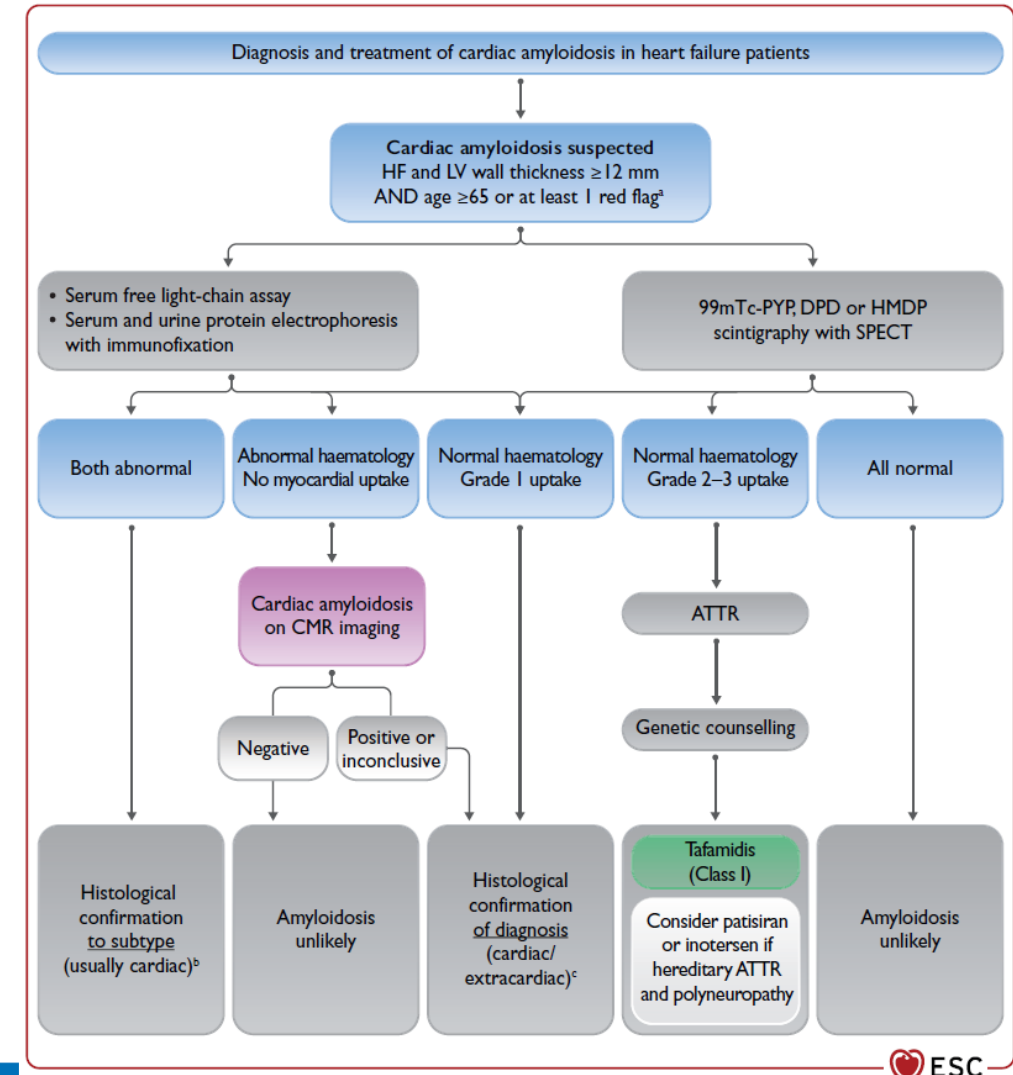 Diagnosis and treatment of cardiac amyloidosis in heart failure patients
Cardiac amyloidosis suspected
HF and LV wall thickness ≥12 mm
AND age ≥65 or at least 1 red flagᵃ
• Serum free light-chain assay
• Serum and urine protein electrophoresis
with immunofixation
99mTc-PYP, DPD or HMDP
scintigraphy with SPECT
Both abnormal
Abnormal haematology
No myocardial uptake
Normal haematology
Grade 1 uptake
Normal haematology
Grade 2–3 uptake
All normal
Cardiac amyloidosis
on CMR imaging
ATTR
Negative
Positive or
inconclusive
Genetic counselling
Histological
confirmation
to subtype
(usually cardiac)ᵇ
Amyloidosis
unlikely
Histological
confirmation
of diagnosis
(cardiac/
extracardiac)ᶜ
Tafamidis
(Class I)
Consider patisiran
or inotersen if
hereditary ATTR
and polyneuropathy
Amyloidosis
unlikely
ESC